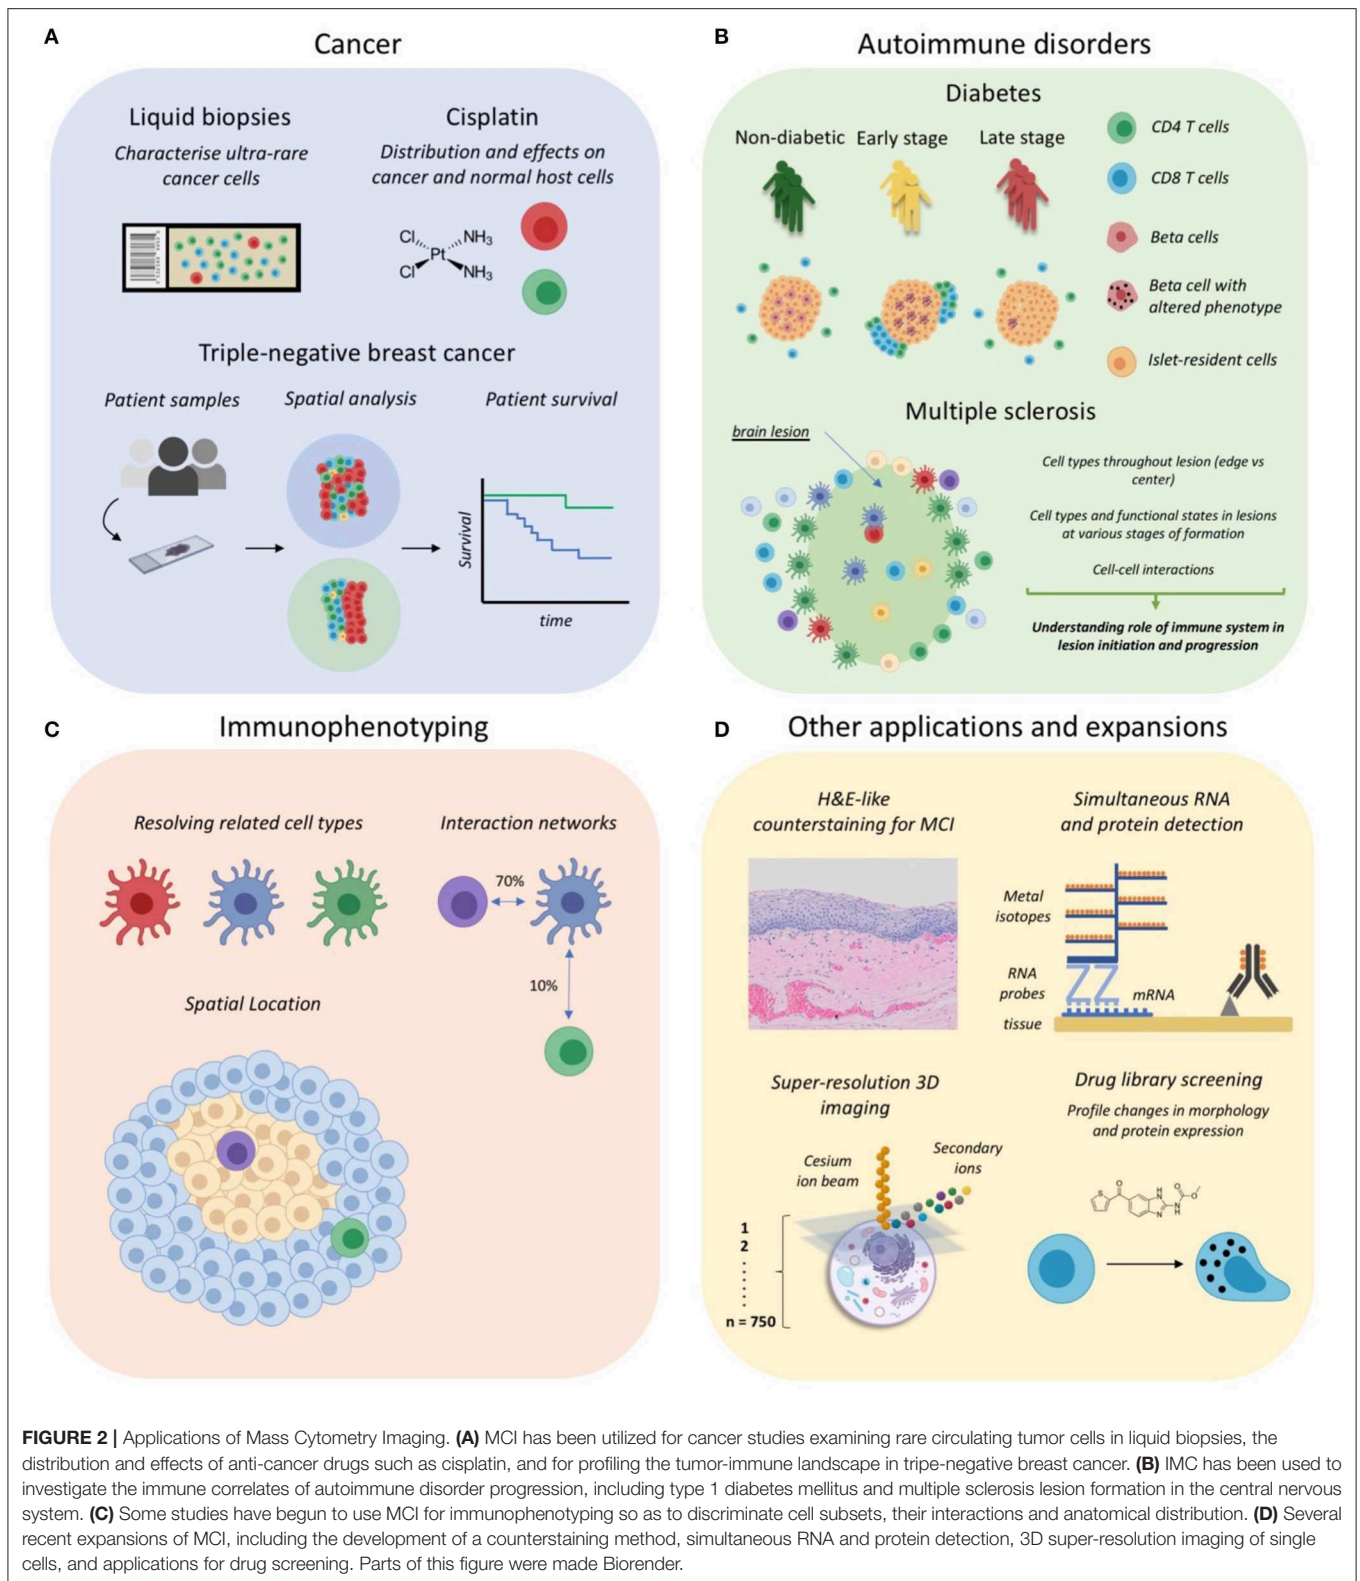 A
Cancer
Liquid biopsies
Characterise ultra-rare
cancer cells
Cisplatin
Distribution and effects on
cancer and normal host cells
Cl
NH3
Pt
Cl
NH3
Triple-negative breast cancer
Patient samples
Spatial analysis
Patient survival
Survival
time
B
Autoimmune disorders
Diabetes
Non-diabetic
Early stage
Late stage
CD4 T cells
CD8 T cells
Beta cells
Beta cell with
altered phenotype
Islet-resident cells
Multiple sclerosis
brain lesion
Cell types throughout lesion (edge vs
center)
Cell types and functional states in lesions
at various stages of formation
Cell-cell interactions
Understanding role of immune system in
lesion initiation and progression
C
Immunophenotyping
Resolving related cell types
Interaction networks
70%
10%
Spatial Location
D
Other applications and expansions
H&E-like
counterstaining for MCI
Simultaneous RNA
and protein detection
Metal
isotopes
RNA
probes
mRNA
tissue
Super-resolution 3D
imaging
Cesium
ion beam
Secondary
ions
1
2
n = 750
Drug library screening
Profile changes in morphology
and protein expression
S
O
H
N
N
N
H
O
O
FIGURE 2 | Applications of Mass Cytometry Imaging. (A) MCI has been utilized for cancer studies examining rare circulating tumor cells in liquid biopsies, the
distribution and effects of anti-cancer drugs such as cisplatin, and for profiling the tumor-immune landscape in tripe-negative breast cancer. (B) IMC has been used to
investigate the immune correlates of autoimmune disorder progression, including type 1 diabetes mellitus and multiple sclerosis lesion formation in the central nervous
system. (C) Some studies have begun to use MCI for immunophenotyping so as to discriminate cell subsets, their interactions and anatomical distribution. (D) Several
recent expansions of MCI, including the development of a counterstaining method, simultaneous RNA and protein detection, 3D super-resolution imaging of single
cells, and applications for drug screening. Parts of this figure were made Biorender.